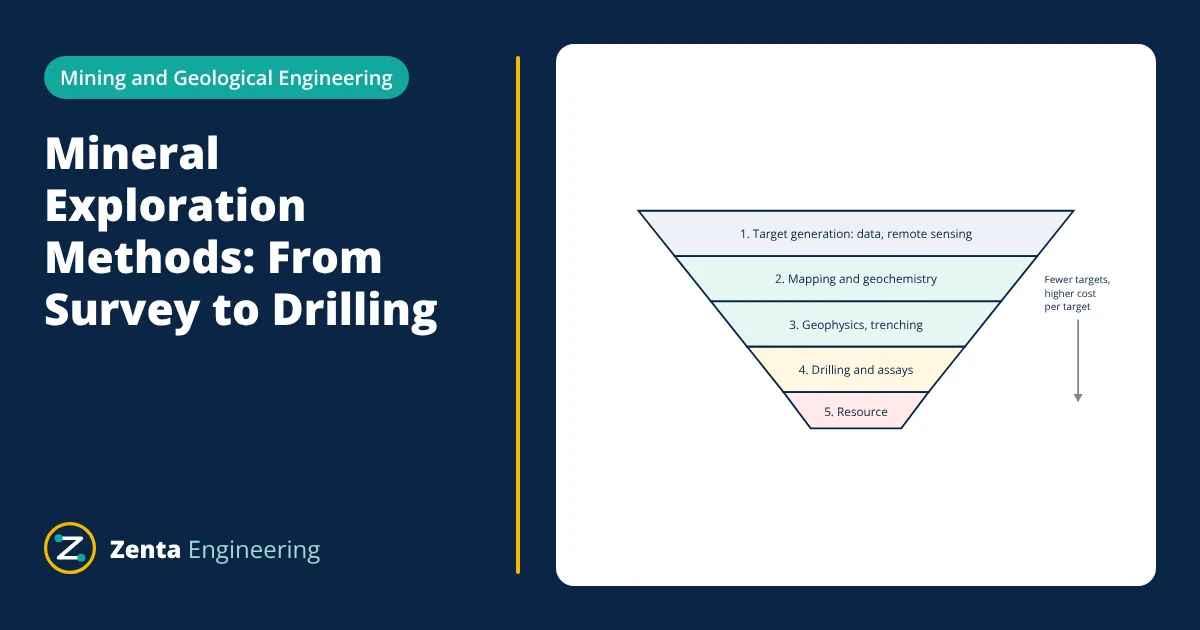 Mining and Geological Engineering
Mineral
Exploration
Methods: From
Survey to Drilling
Zenta Engineering
1. Target generation: data, remote sensing
2. Mapping and geochemistry
3. Geophysics, trenching
4. Drilling and assays
5. Resource
Fewer targets,
higher cost
per target